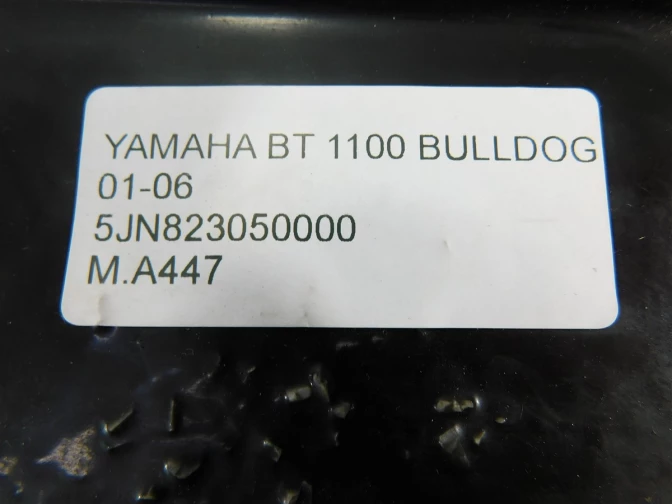 YAMAHA BT 1100 BULLDOG
01-06
5JN823050000
M.A447